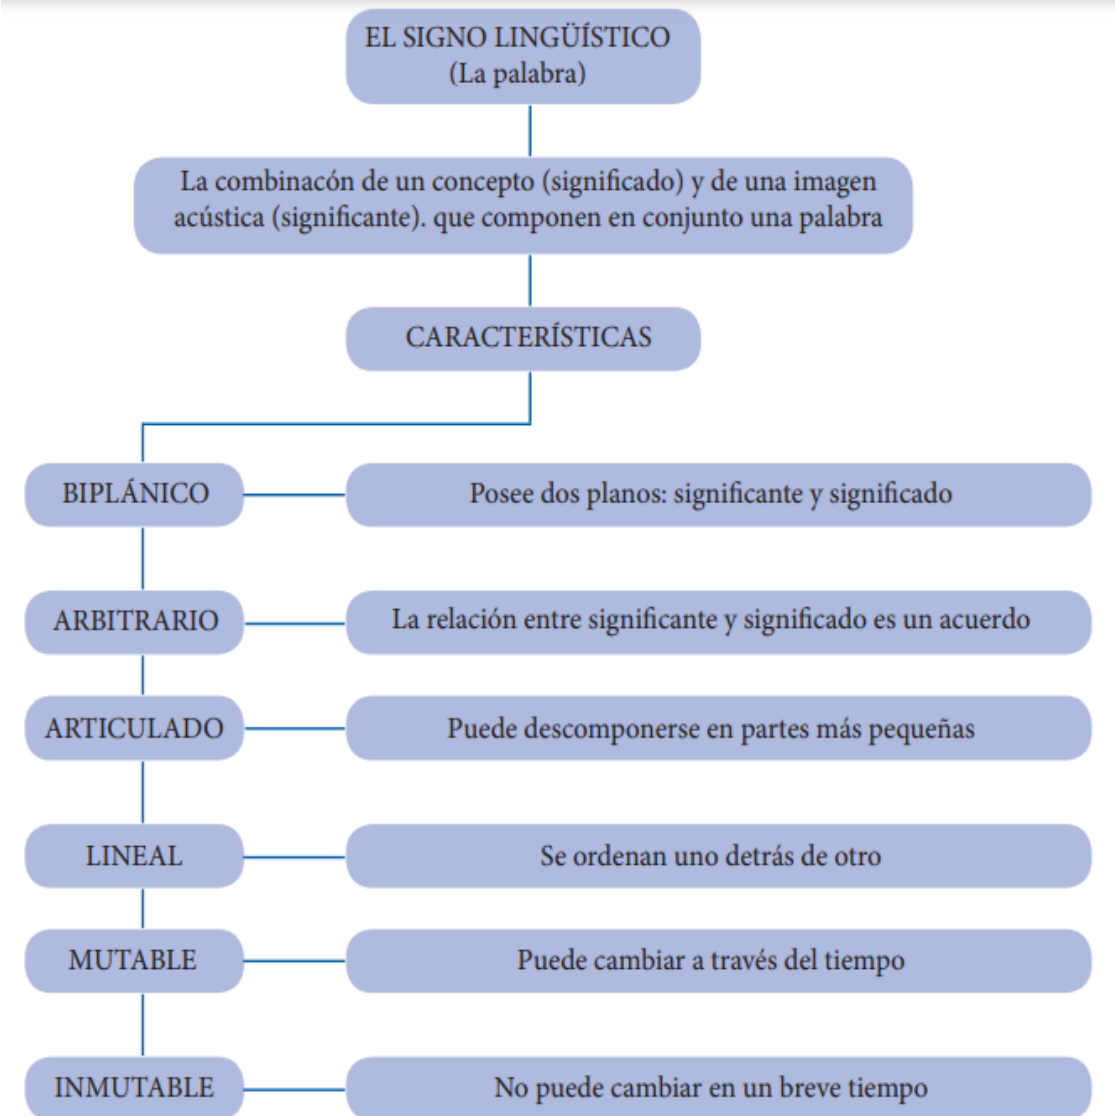 EL SIGNO LINGÜÍSTICO
(La palabra)
La combinacón de un concepto (significado) y de una imagen
acústica (significante). que componen en conjunto una palabra
CARACTERÍSTICAS
BIPLÁNICO
Posee dos planos: significante y significado
ARBITRARIO
La relación entre significante y significado es un acuerdo
ARTICULADO
Puede descomponerse en partes más pequeñas
LINEAL
Se ordenan uno detrás de otro
MUTABLE
Puede cambiar a través del tiempo
INMUTABLE
No puede cambiar en un breve tiempo